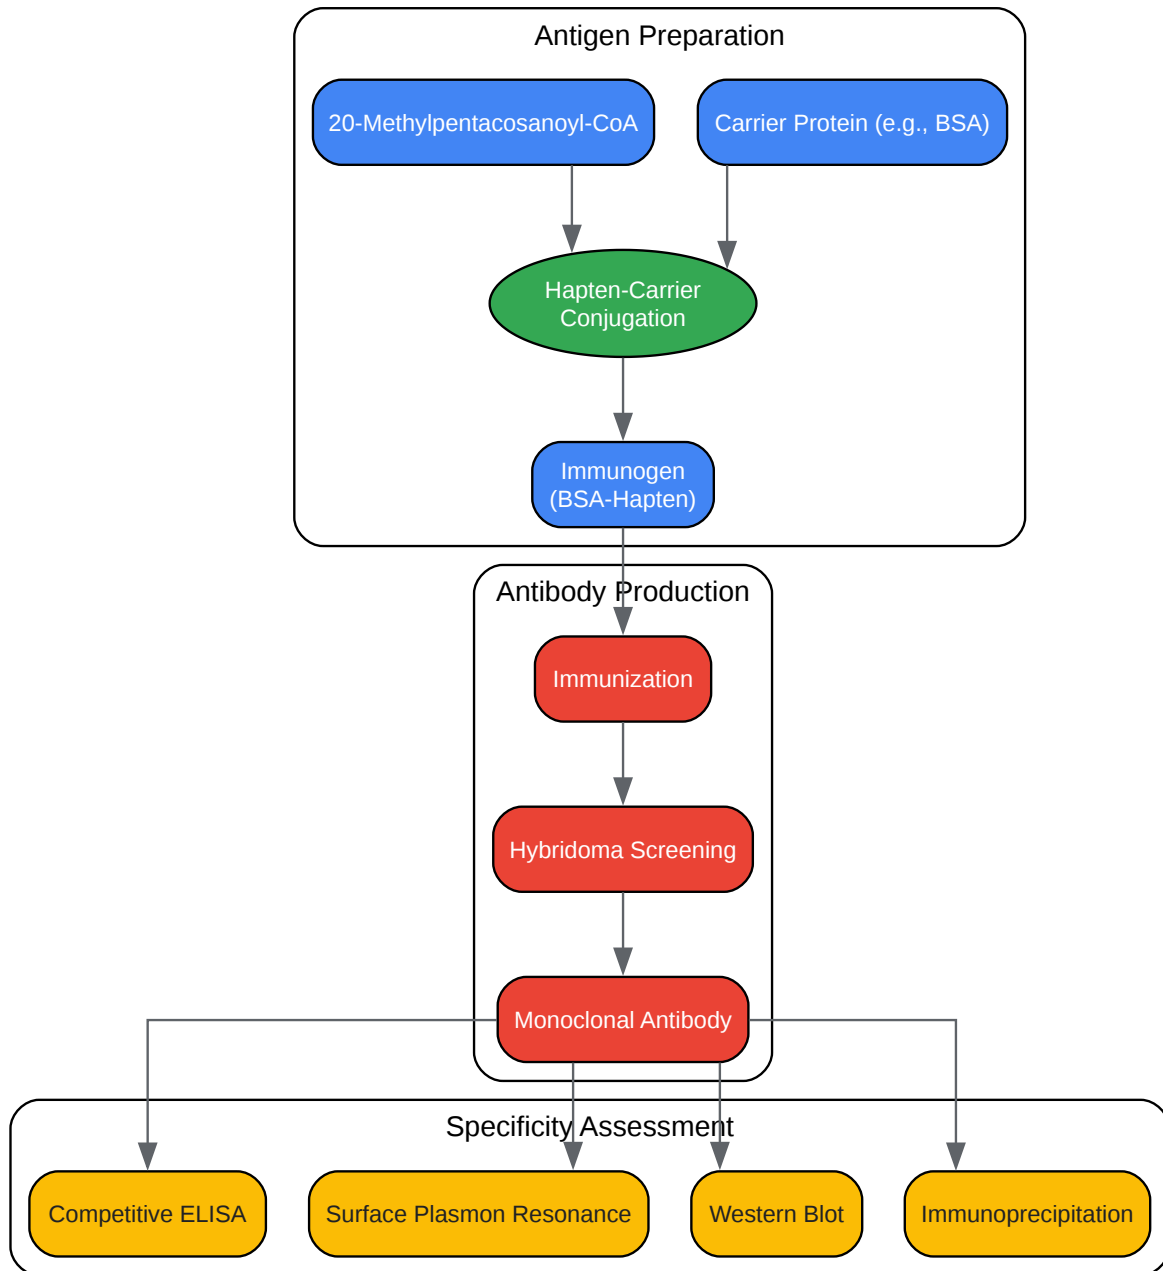 Antigen Preparation
20-Methylpentacosanoyl-CoA
Carrier Protein (e.g., BSA)
Hapten-Carrier
Conjugation
Immunogen
(BSA-Hapten)
Antibody Production
Immunization
Hybridoma Screening
Monoclonal Antibody
Specificity Assessment
Competitive ELISA
Surface Plasmon Resonance
Western Blot
Immunoprecipitation